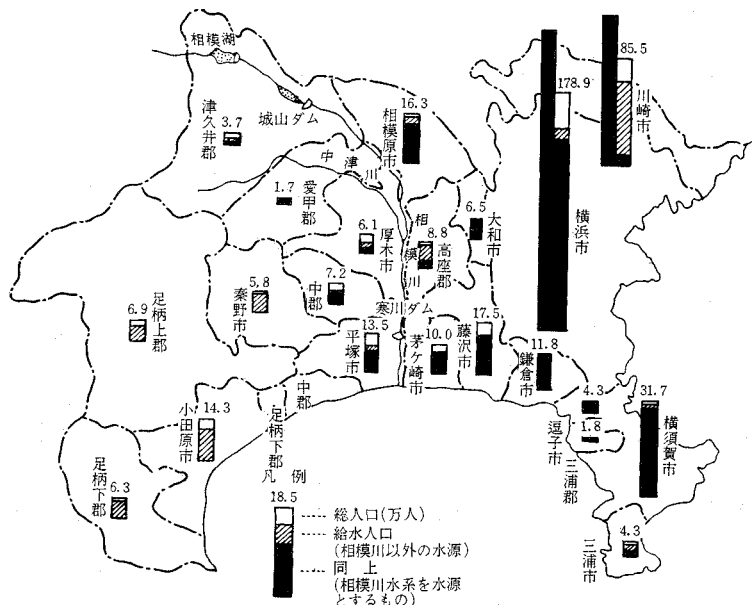 相模湖
城山ダム
津久井郡
3.7
相模原市
16.3
178.9
横浜市
85.5
川崎市
中津川
愛甲郡
1.7
6.1
厚木市
相模川
8.8
高座郡
6.5
大和市
足柄上郡
6.9
秦野市
5.8
中郡
7.2
寒川ダム
平塚市
13.5
茅ケ崎市
10.0
藤沢市
17.5
鎌倉市
11.8
逗子市
4.3
三浦郡
1.8
横須賀市
31.7
三浦市
4.3
小田原市
14.3
中郡
足柄下郡
足柄下郡
6.3
凡例
18.5
総人口(万人)
給水人口
(相模川以外の水源)
同上
(相模川水系を水源
とするもの)